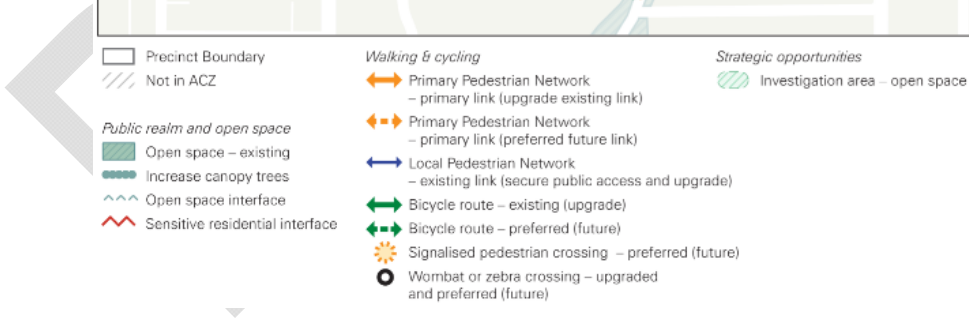 Precinct Boundary
Not in ACZ
Public realm and open space
Open space – existing
Increase canopy trees
Open space interface
Sensitive residential interface
Walking & cycling
Primary Pedestrian Network
– primary link (upgrade existing link)
Primary Pedestrian Network
– primary link (preferred future link)
Local Pedestrian Network
– existing link (secure public access and upgrade)
Bicycle route – existing (upgrade)
Bicycle route – preferred (future)
Signalised pedestrian crossing – preferred (future)
Wombat or zebra crossing – upgraded
and preferred (future)
Strategic opportunities
Investigation area – open space